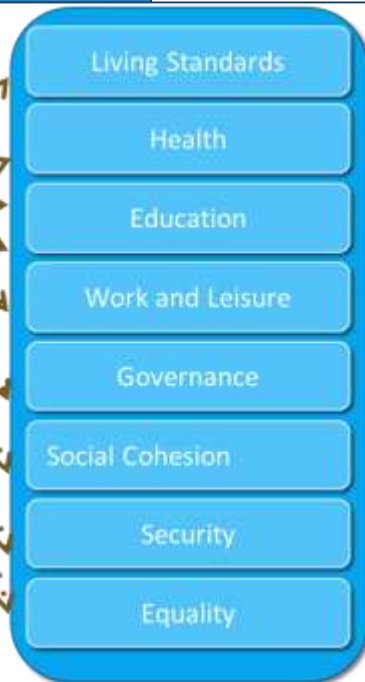 Living Standards
Health
Education
Work and Leisure
Governance
Social Cohesion
Security
Equality